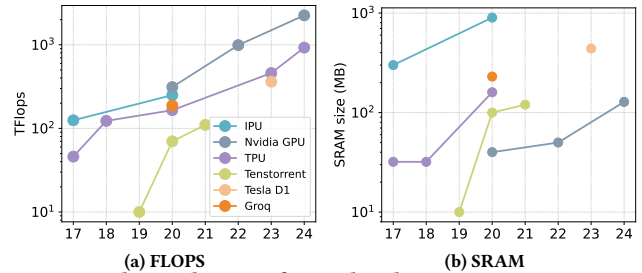 TFlops
10³
10²
10¹
17 18 19 20 21 22 23 24
IPU
Nvidia GPU
TPU
Tenstorrent
Tesla D1
Groq
(a) FLOPS
SRAM size (MB)
10³
10²
10¹
17 18 19 20 21 22 23 24
(b) SRAM